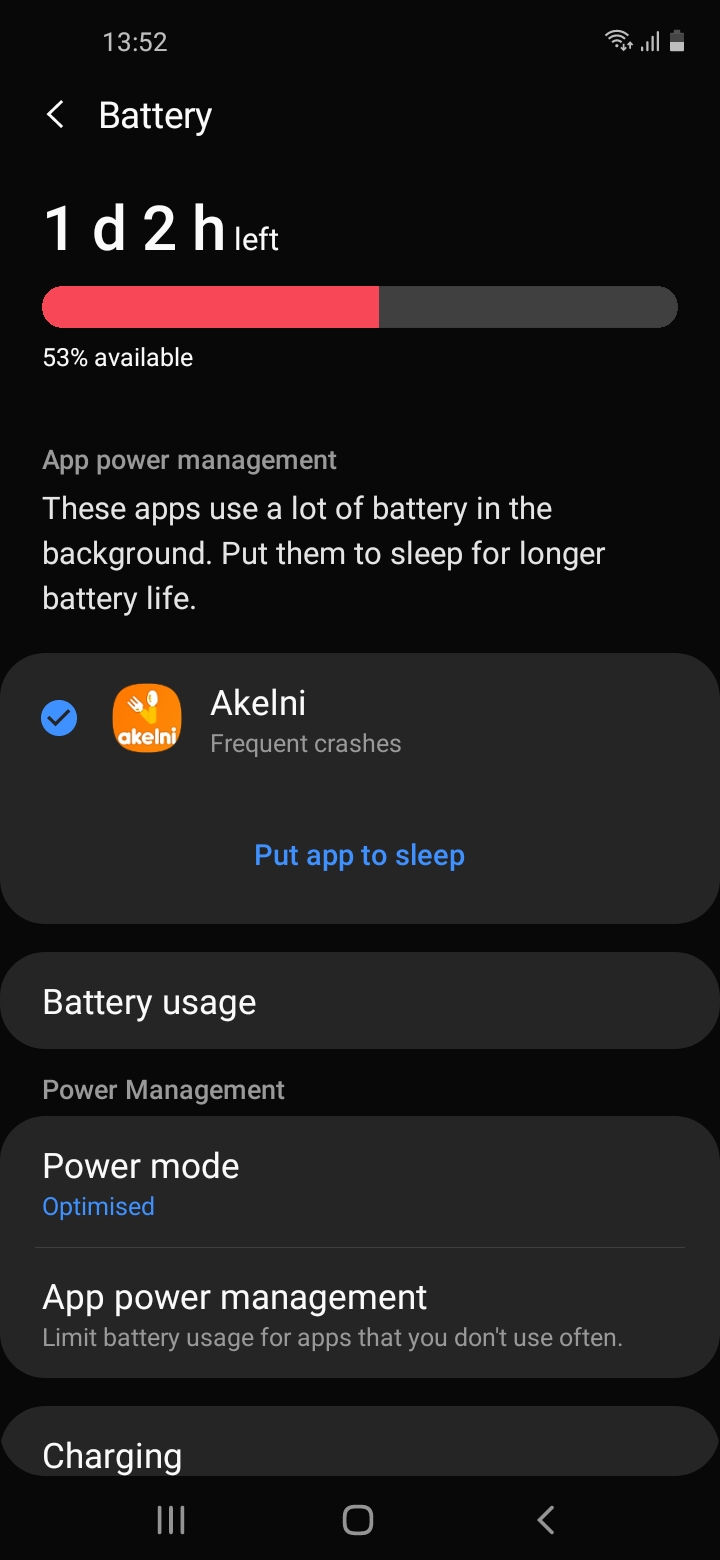 13:52
Battery
1 d 2 h left
53% available
App power management
These apps use a lot of battery in the
background. Put them to sleep for longer
battery life.
akelni
Akelni
Frequent crashes
Put app to sleep
Battery usage
Power Management
Power mode
Optimised
App power management
Limit battery usage for apps that you don't use often.
Charging